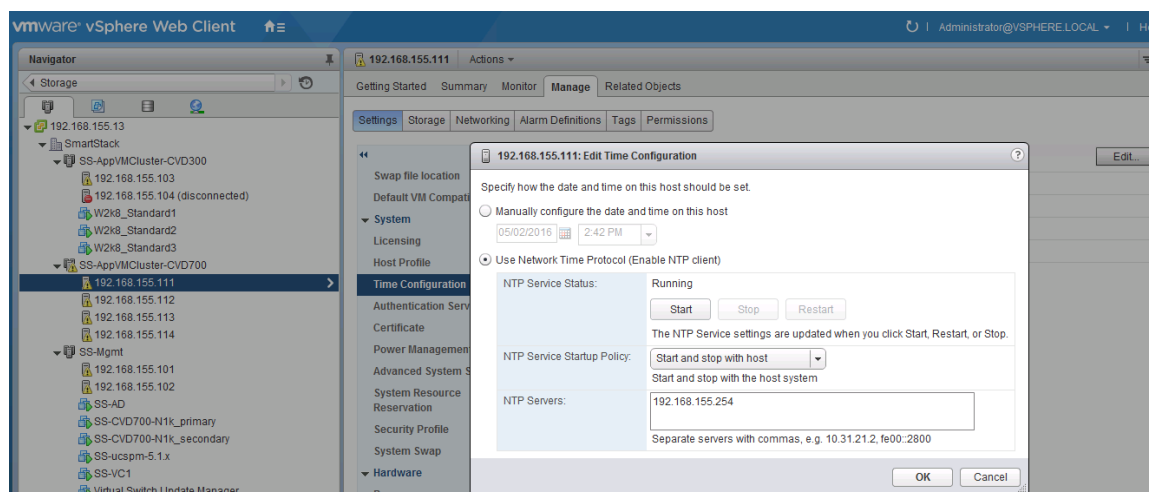 vmware® vSphere Web Client
Administrator@VSPHERE.LOCAL
Navigator
Storage
192.168.155.13
SmartStack
SS-AppVMCluster-CVD300
192.168.155.103
192.168.155.104 (disconnected)
W2k8_Standard1
W2k8_Standard2
W2k8_Standard3
SS-AppVMCluster-CVD700
192.168.155.111
192.168.155.112
192.168.155.113
192.168.155.114
SS-Mgmt
192.168.155.101
192.168.155.102
SS-AD
SS-CVD700-N1k_primary
SS-CVD700-N1k_secondary
SS-ucspm-5.1.x
SS-VC1
Virtual Switch Update Manager
192.168.155.111 Actions
Getting Started Summary Monitor Manage Related Objects
Settings Storage Networking Alarm Definitions Tags Permissions
Edit...
Swap file location
Default VM Compati
System
Licensing
Host Profile
Time Configuration
Authentication Serv
Certificate
Power Managemen
Advanced System S
System Resource
Reservation
Security Profile
System Swap
Hardware
192.168.155.111: Edit Time Configuration ?
Specify how the date and time on this host should be set.
Manually configure the date and time on this host
05/02/2016 2:42 PM
Use Network Time Protocol (Enable NTP client)
NTP Service Status: Running
Start Stop Restart
The NTP Service settings are updated when you click Start, Restart, or Stop.
NTP Service Startup Policy: Start and stop with host
Start and stop with the host system
NTP Servers: 192.168.155.254
Separate servers with commas, e.g. 10.31.21.2, fe00::2800
OK Cancel